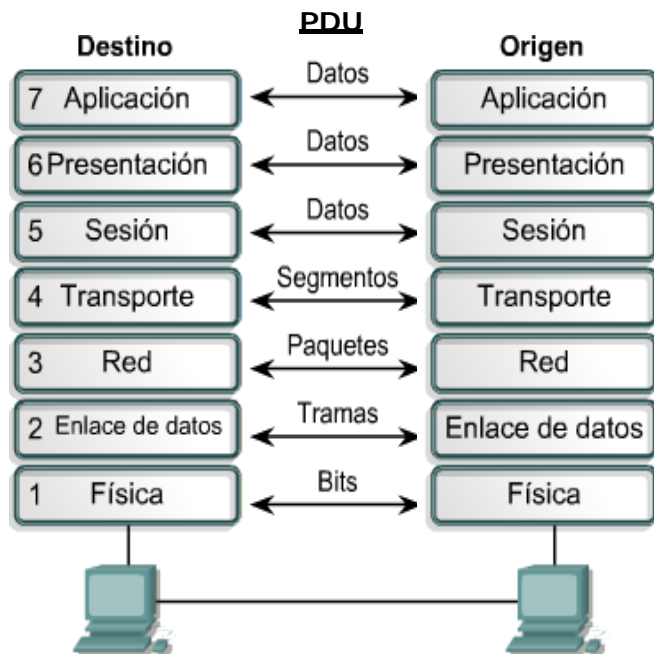 PDU
Destino Origen
7 Aplicación Datos Aplicación
6 Presentación Datos Presentación
5 Sesión Datos Sesión
4 Transporte Segmentos Transporte
3 Red Paquetes Red
2 Enlace de datos Tramas Enlace de datos
1 Física Bits Física